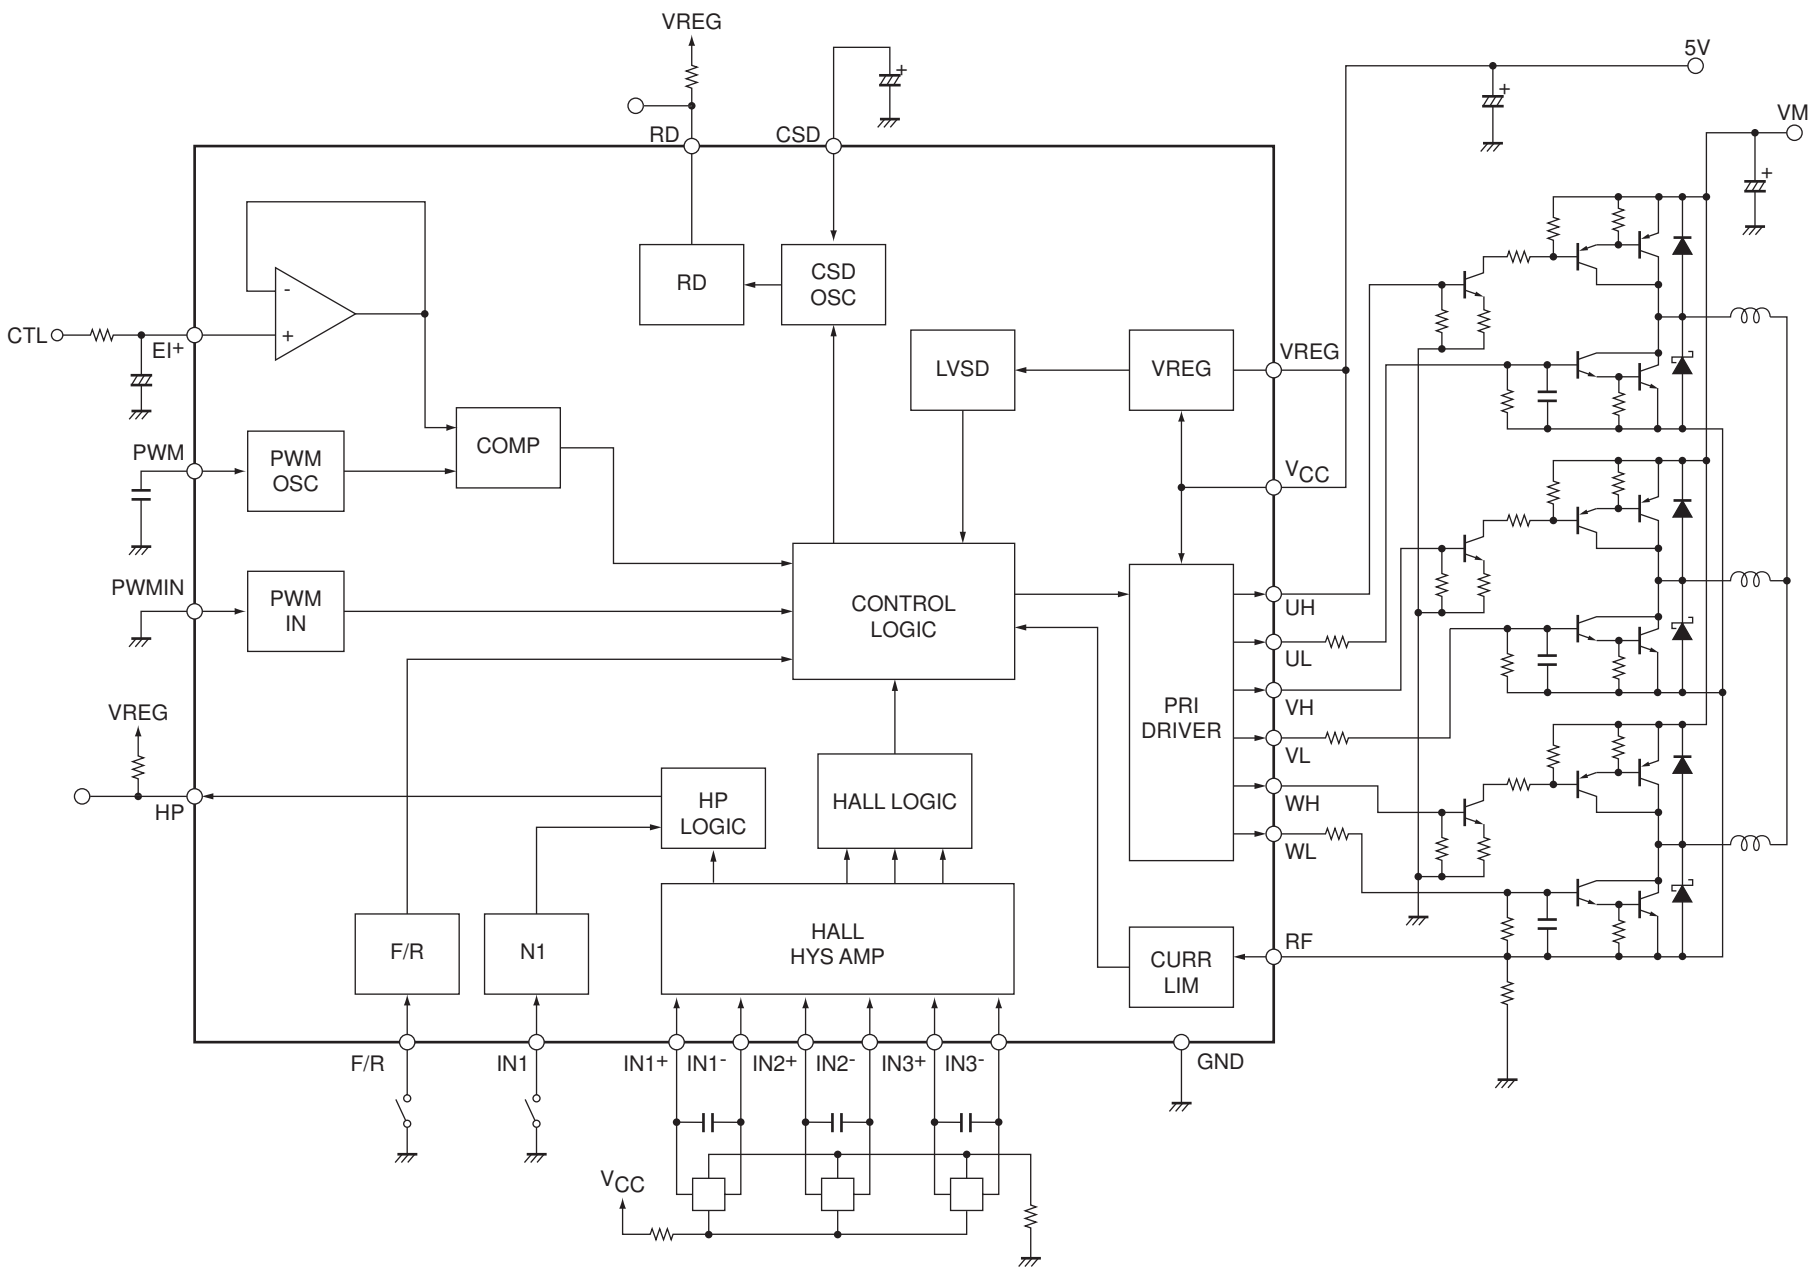 VREG
5V
VM
RD
CSD
+
+
+
RD
CSD
OSC
-
+
CTL
EI+
LVSD
VREG
VREG
COMP
PWM
PWM
OSC
VCC
PWMIN
PWM
IN
CONTROL
LOGIC
UH
UL
VREG
VH
PRI
DRIVER
VL
HP
HP
LOGIC
HALL LOGIC
WH
WL
F/R
N1
HALL
HYS AMP
RF
CURR
LIM
F/R
IN1
IN1+
IN1-
IN2+
IN2-
IN3+
IN3-
GND
VCC